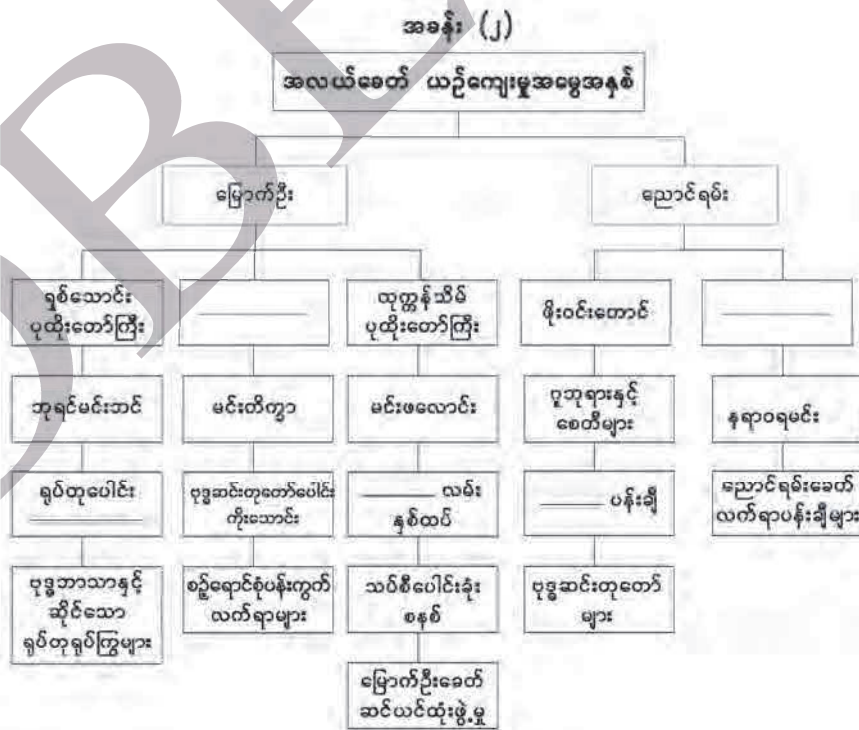 အခန်း (၂)
အလယ်ခေတ် ယဉ်ကျေးမှုအမွေအနှစ်
မြောက်ဦး
ညောင်ရမ်း
ရှစ်သောင်း
ပုထိုးတော်ကြီး
ထုက္ကန်သိမ်
ပုထိုးတော်ကြီး
ဖိုးဝင်းတောင်
ဘုရင်မင်းဘင်
မင်းတိက္ခာ
မင်းဖလောင်း
ဂူဘုရားနှင့်
စေတီများ
နရာဝရမင်း
ရုပ်တုပေါင်း
ဗုဒ္ဓဆင်းတုတော်ပေါင်း
ကိုးသောင်း
လမ်း
နှစ်ထပ်
ပန်းချီ
ညောင်ရမ်းခေတ်
လက်ရာပန်းချီများ
ဗုဒ္ဓဘာသာနှင့်
ဆိုင်သော
ရုပ်တုရုပ်ကြွများ
စဉ့်ရောင်စုံပန်းကွက်
လက်ရာများ
သပ်စီပေါင်းခုံး
စနစ်
ဗုဒ္ဓဆင်းတုတော်
များ
မြောက်ဦးခေတ်
ဆင်ယင်ထုံးဖွဲ့မှု